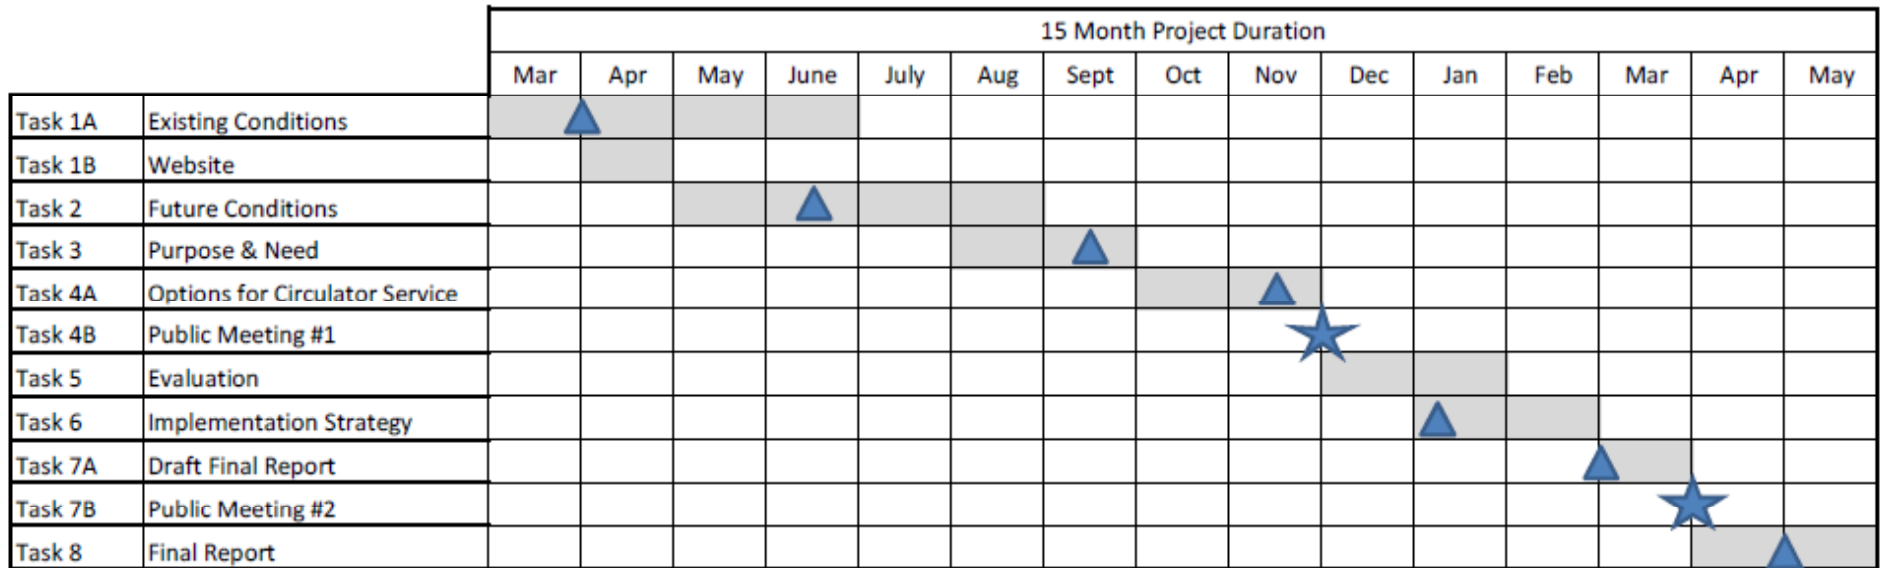 15 Month Project Duration
Mar Apr May June July Aug Sept Oct Nov Dec Jan Feb Mar Apr May
Task 1A Existing Conditions
Task 1B Website
Task 2 Future Conditions
Task 3 Purpose & Need
Task 4A Options for Circulator Service
Task 4B Public Meeting #1
Task 5 Evaluation
Task 6 Implementation Strategy
Task 7A Draft Final Report
Task 7B Public Meeting #2
Task 8 Final Report